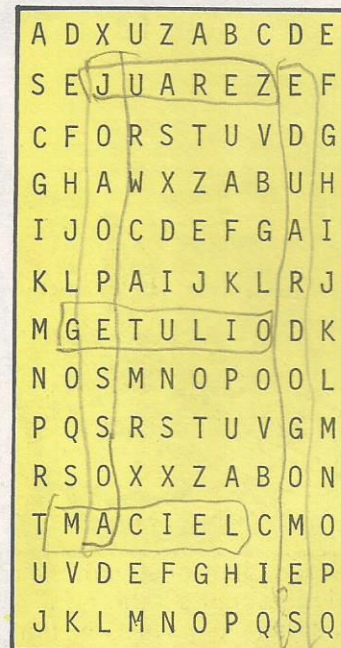 A D X U Z A B C D E
S E J U A R E Z E F
C F O R S T U V D G
G H A W X Z A B U H
I J O C D E F G A I
K L P A I J K L R J
M G E T U L I O D K
N O S M N O P O O L
P Q S R S T U V G M
R S O X X Z A B O N
T M A C I E L C M O
U V D E F G H I E P
J K L M N O P Q S Q